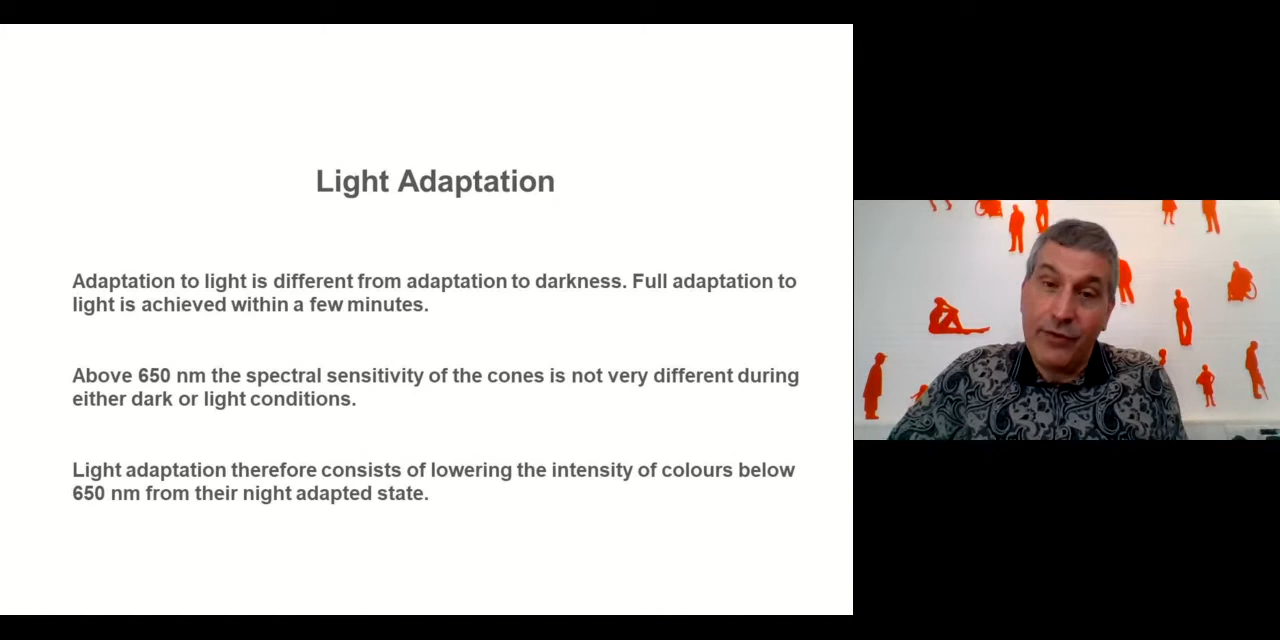 Light Adaptation
Adaptation to light is different from adaptation to darkness. Full adaptation to
light is achieved within a few minutes.
Above 650 nm the spectral sensitivity of the cones is not very different during
either dark or light conditions.
Light adaptation therefore consists of lowering the intensity of colours below
650 nm from their night adapted state.